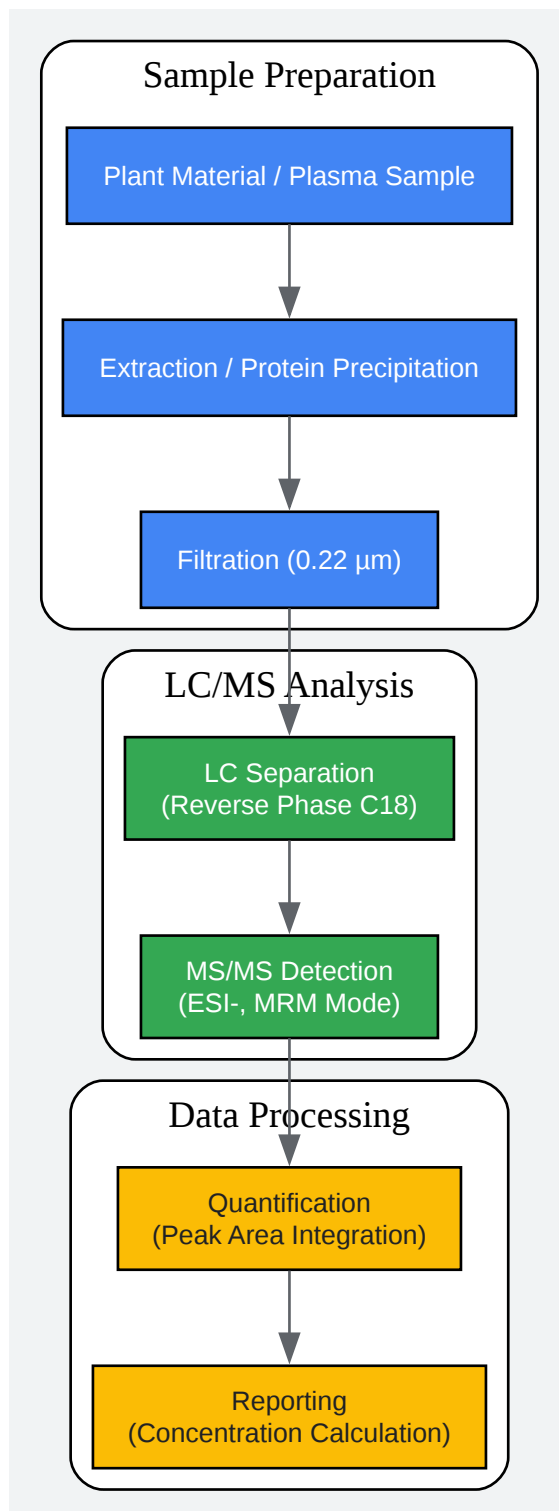 Sample Preparation
Plant Material / Plasma Sample
Extraction / Protein Precipitation
Filtration (0.22 µm)
LC/MS Analysis
LC Separation
(Reverse Phase C18)
MS/MS Detection
(ESI-, MRM Mode)
Data Processing
Quantification
(Peak Area Integration)
Reporting
(Concentration Calculation)